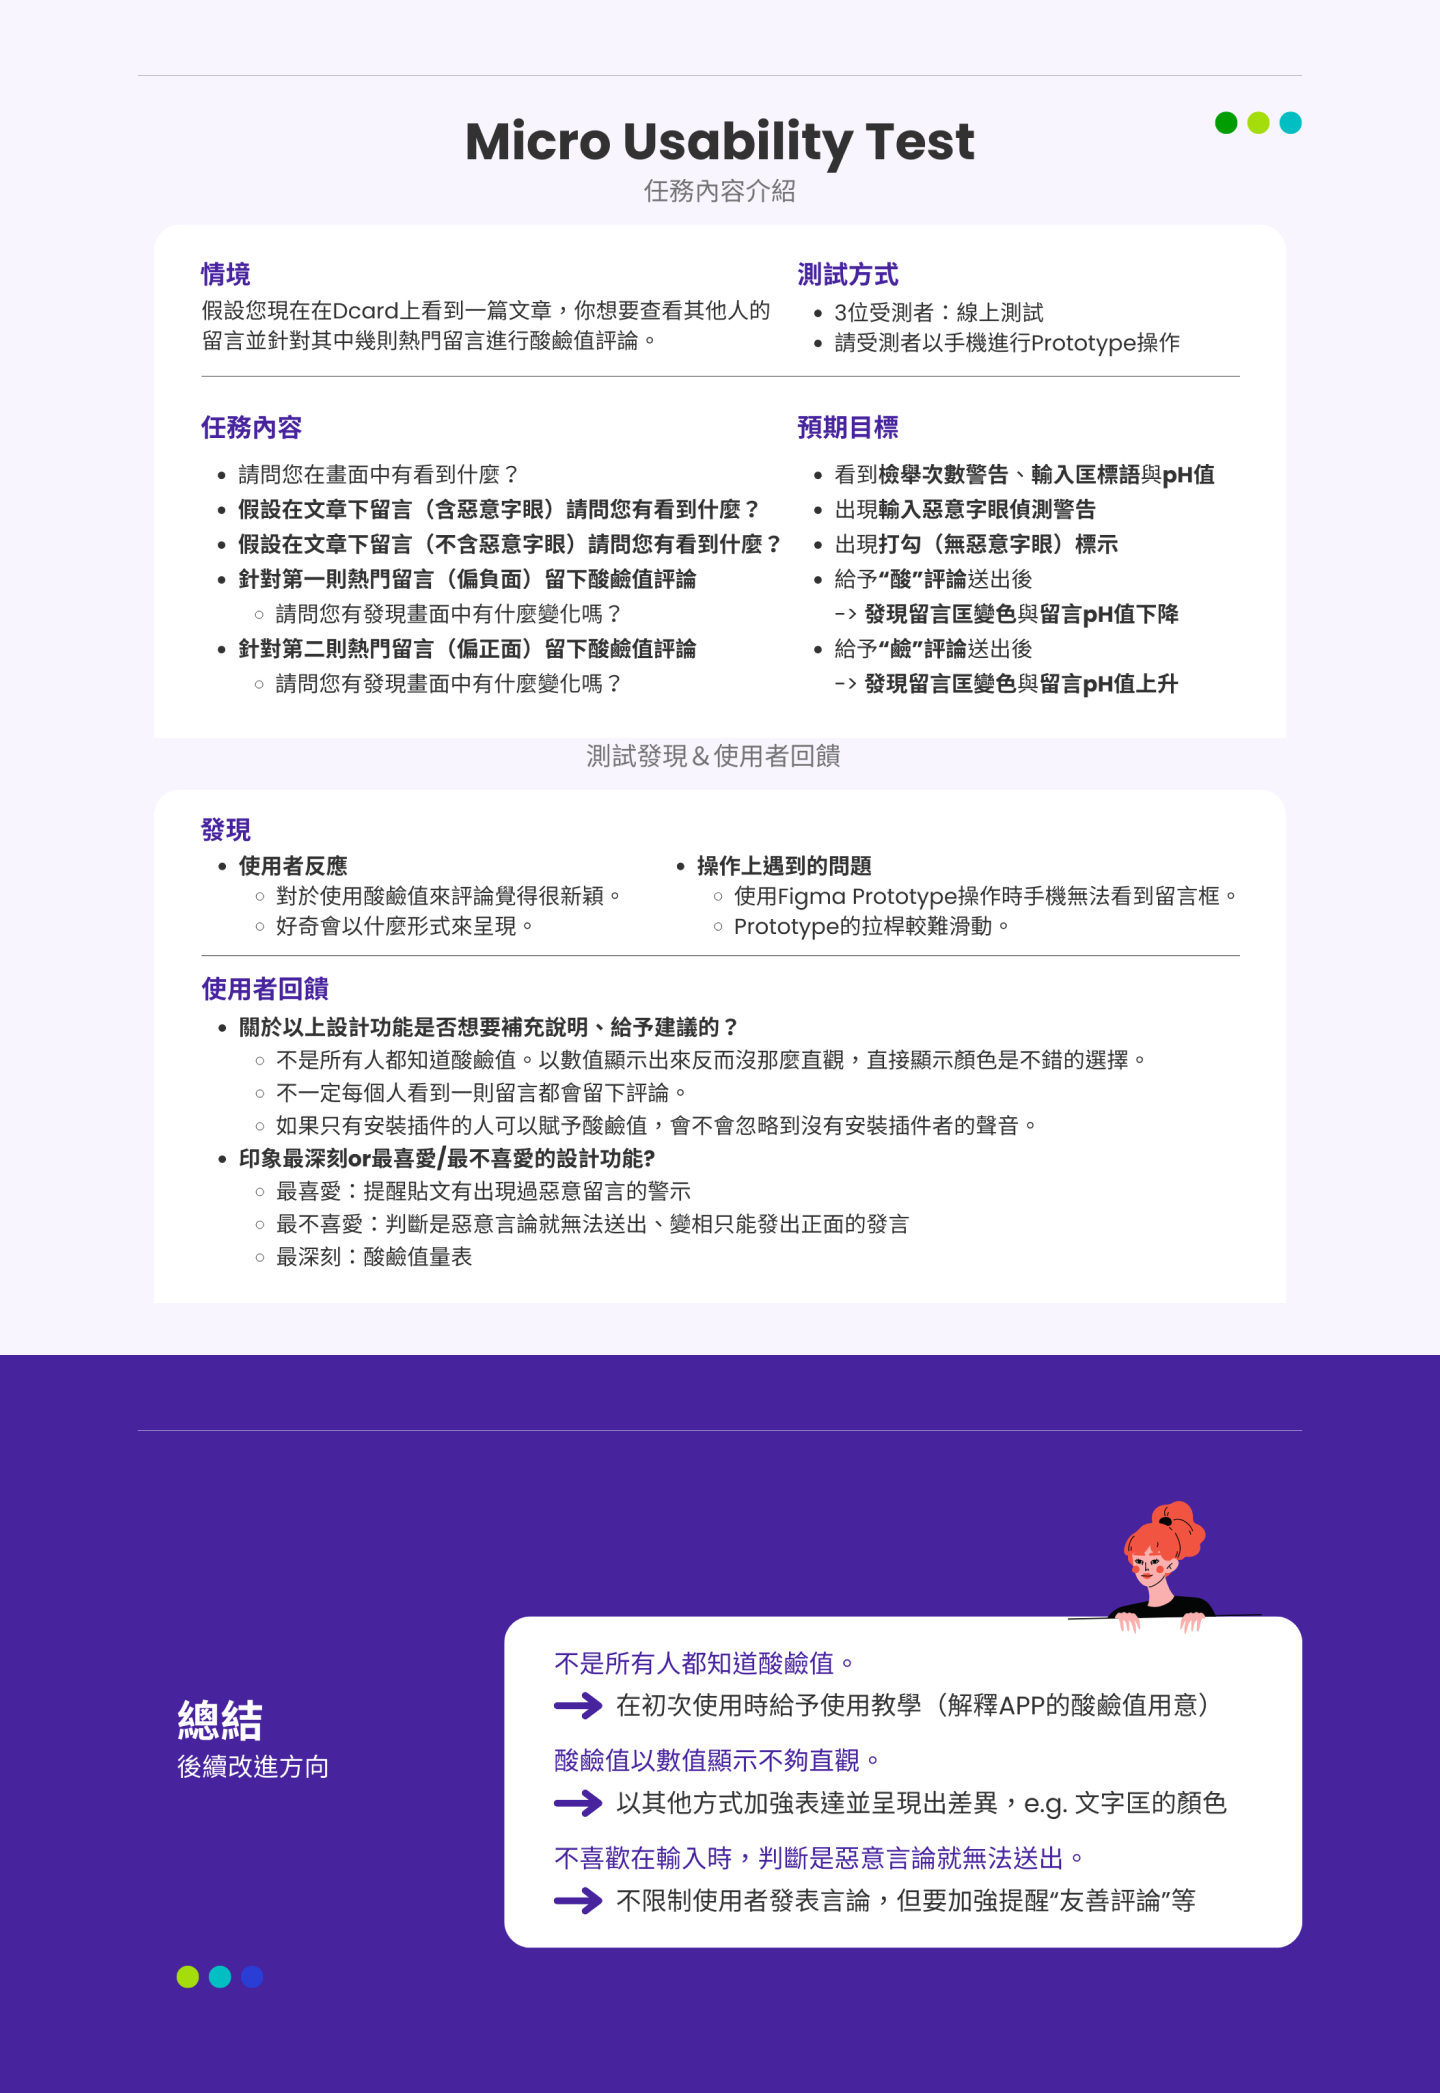 Micro Usability Test
任務內容介紹
情境
假設您現在在Dcard上看到一篇文章，你想要查看其他人的
留言並針對其中幾則熱門留言進行酸鹼值評論。
測試方式
• 3位受測者：線上測試
• 請受測者以手機進行Prototype操作
任務內容
• 請問您在畫面中有看到什麼？
• 假設在文章下留言（含惡意字眼）請問您有看到什麼？
• 假設在文章下留言（不含惡意字眼）請問您有看到什麼？
• 針對第一則熱門留言（偏負面）留下酸鹼值評論
◦ 請問您有發現畫面中有什麼變化嗎？
• 針對第二則熱門留言（偏正面）留下酸鹼值評論
◦ 請問您有發現畫面中有什麼變化嗎？
預期目標
• 看到檢舉次數警告、輸入匡標語與pH值
• 出現輸入惡意字眼偵測警告
• 出現打勾（無惡意字眼）標示
• 給予“酸”評論送出後
-> 發現留言匡變色與留言pH值下降
• 給予“鹼”評論送出後
-> 發現留言匡變色與留言pH值上升
測試發現＆使用者回饋
發現
• 使用者反應
◦ 對於使用酸鹼值來評論覺得很新穎。
◦ 好奇會以什麼形式來呈現。
• 操作上遇到的問題
◦ 使用Figma Prototype操作時手機無法看到留言框。
◦ Prototype的拉桿較難滑動。
使用者回饋
• 關於以上設計功能是否想要補充說明、給予建議的？
◦ 不是所有人都知道酸鹼值。以數值顯示出來反而沒那麼直觀，直接顯示顏色是不錯的選擇。
◦ 不一定每個人看到一則留言都會留下評論。
◦ 如果只有安裝插件的人可以賦予酸鹼值，會不會忽略到沒有安裝插件者的聲音。
• 印象最深刻or最喜愛/最不喜愛的設計功能?
◦ 最喜愛：提醒貼文有出現過惡意留言的警示
◦ 最不喜愛：判斷是惡意言論就無法送出、變相只能發出正面的發言
◦ 最深刻：酸鹼值量表
總結
後續改進方向
不是所有人都知道酸鹼值。
→ 在初次使用時給予使用教學（解釋APP的酸鹼值用意）
酸鹼值以數值顯示不夠直觀。
→ 以其他方式加強表達並呈現出差異，e.g. 文字匡的顏色
不喜歡在輸入時，判斷是惡意言論就無法送出。
→ 不限制使用者發表言論，但要加強提醒“友善評論”等